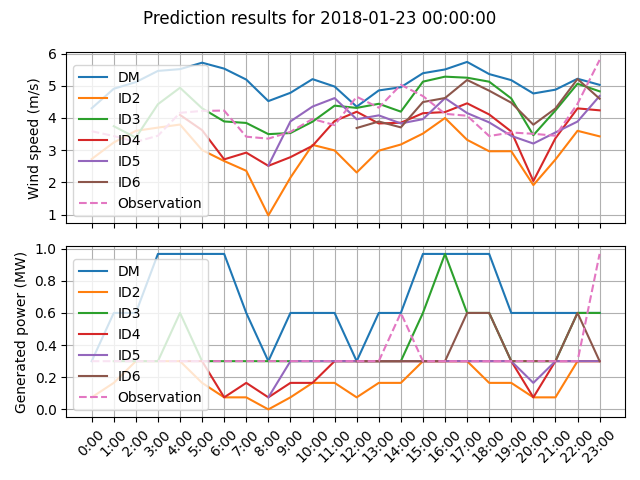 Prediction results for 2018-01-23 00:00:00
Wind speed (m/s)
6
5
4
3
2
1
DM
ID2
ID3
ID4
ID5
ID6
Observation
Generated power (MW)
1.0
0.8
0.6
0.4
0.2
0.0
DM
ID2
ID3
ID4
ID5
ID6
Observation
0:00
1:00
2:00
3:00
4:00
5:00
6:00
7:00
8:00
9:00
10:00
11:00
12:00
13:00
14:00
15:00
16:00
17:00
18:00
19:00
20:00
21:00
22:00
23:00